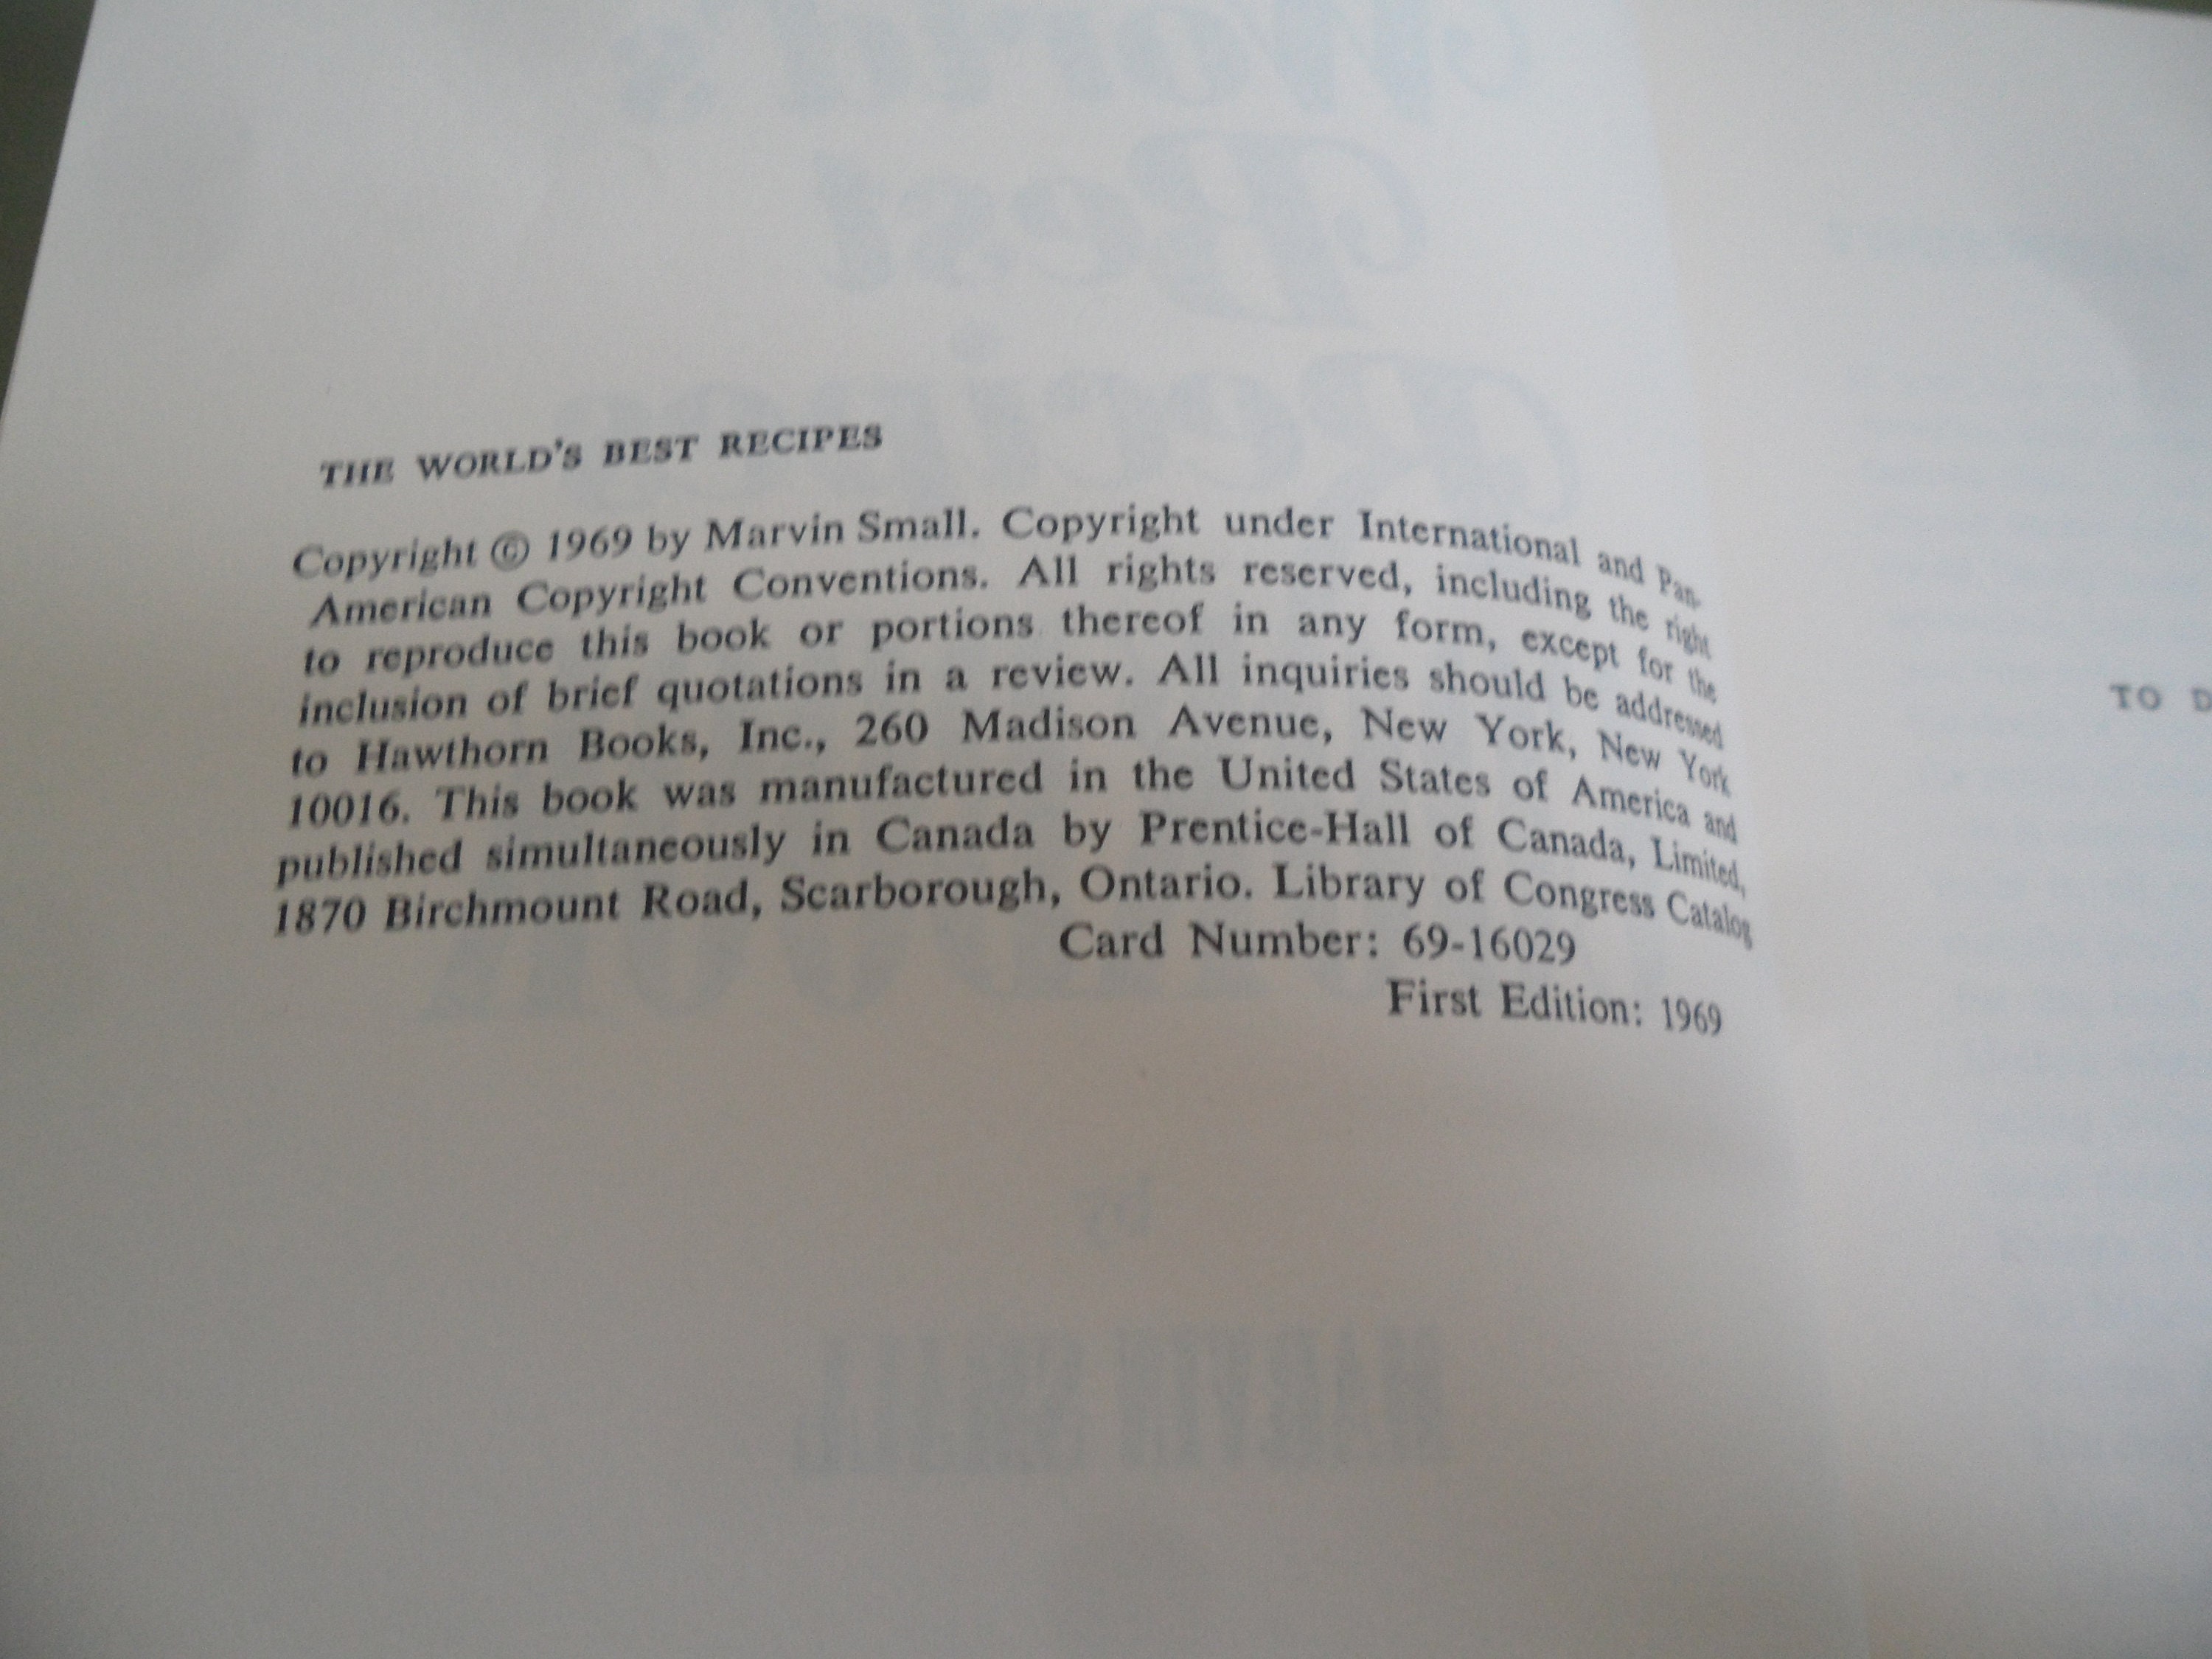 THE WORLD'S BEST RECIPES
Copyright © 1969 by Marvin Small. Copyright under International and Pan-
American Copyright Conventions. All rights reserved, including the right
to reproduce this book or portions thereof in any form, except for the
inclusion of brief quotations in a review. All inquiries should be addressed
to Hawthorn Books, Inc., 260 Madison Avenue, New York, New York
10016. This book was manufactured in the United States of America and
published simultaneously in Canada by Prentice-Hall of Canada, Limited,
1870 Birchmount Road, Scarborough, Ontario. Library of Congress Catalog
Card Number: 69-16029
First Edition: 1969
TO